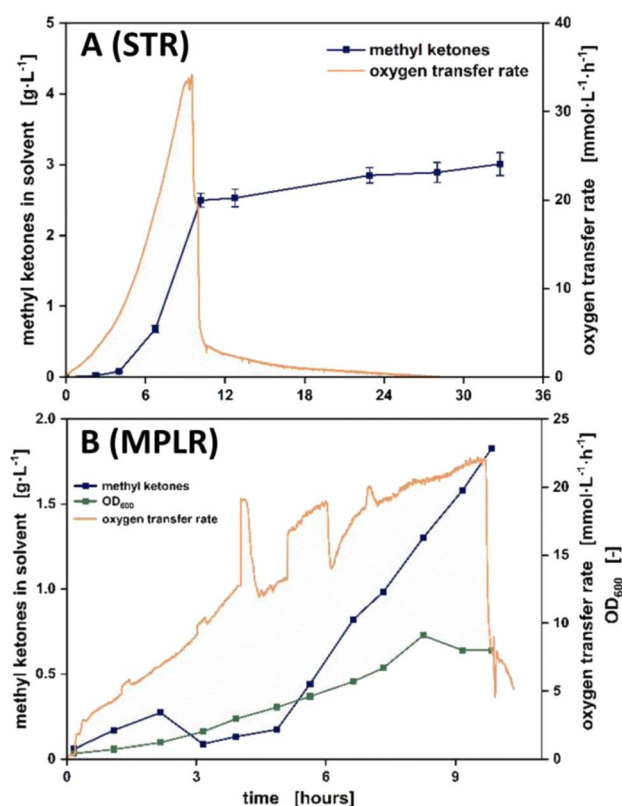 A (STR)
methyl ketones
oxygen transfer rate
methyl ketones in solvent [g·L⁻¹]
5
4
3
2
1
0
oxygen transfer rate [mmol·L⁻¹·h⁻¹]
40
30
20
10
0
0 6 12 18 24 30 36
B (MPLR)
methyl ketones
OD₆₀₀
oxygen transfer rate
methyl ketones in solvent [g·L⁻¹]
2.0
1.5
1.0
0.5
0
oxygen transfer rate [mmol·L⁻¹·h⁻¹]
OD₆₀₀ [-]
25
20
15
10
5
0
0 3 6 9
time [hours]